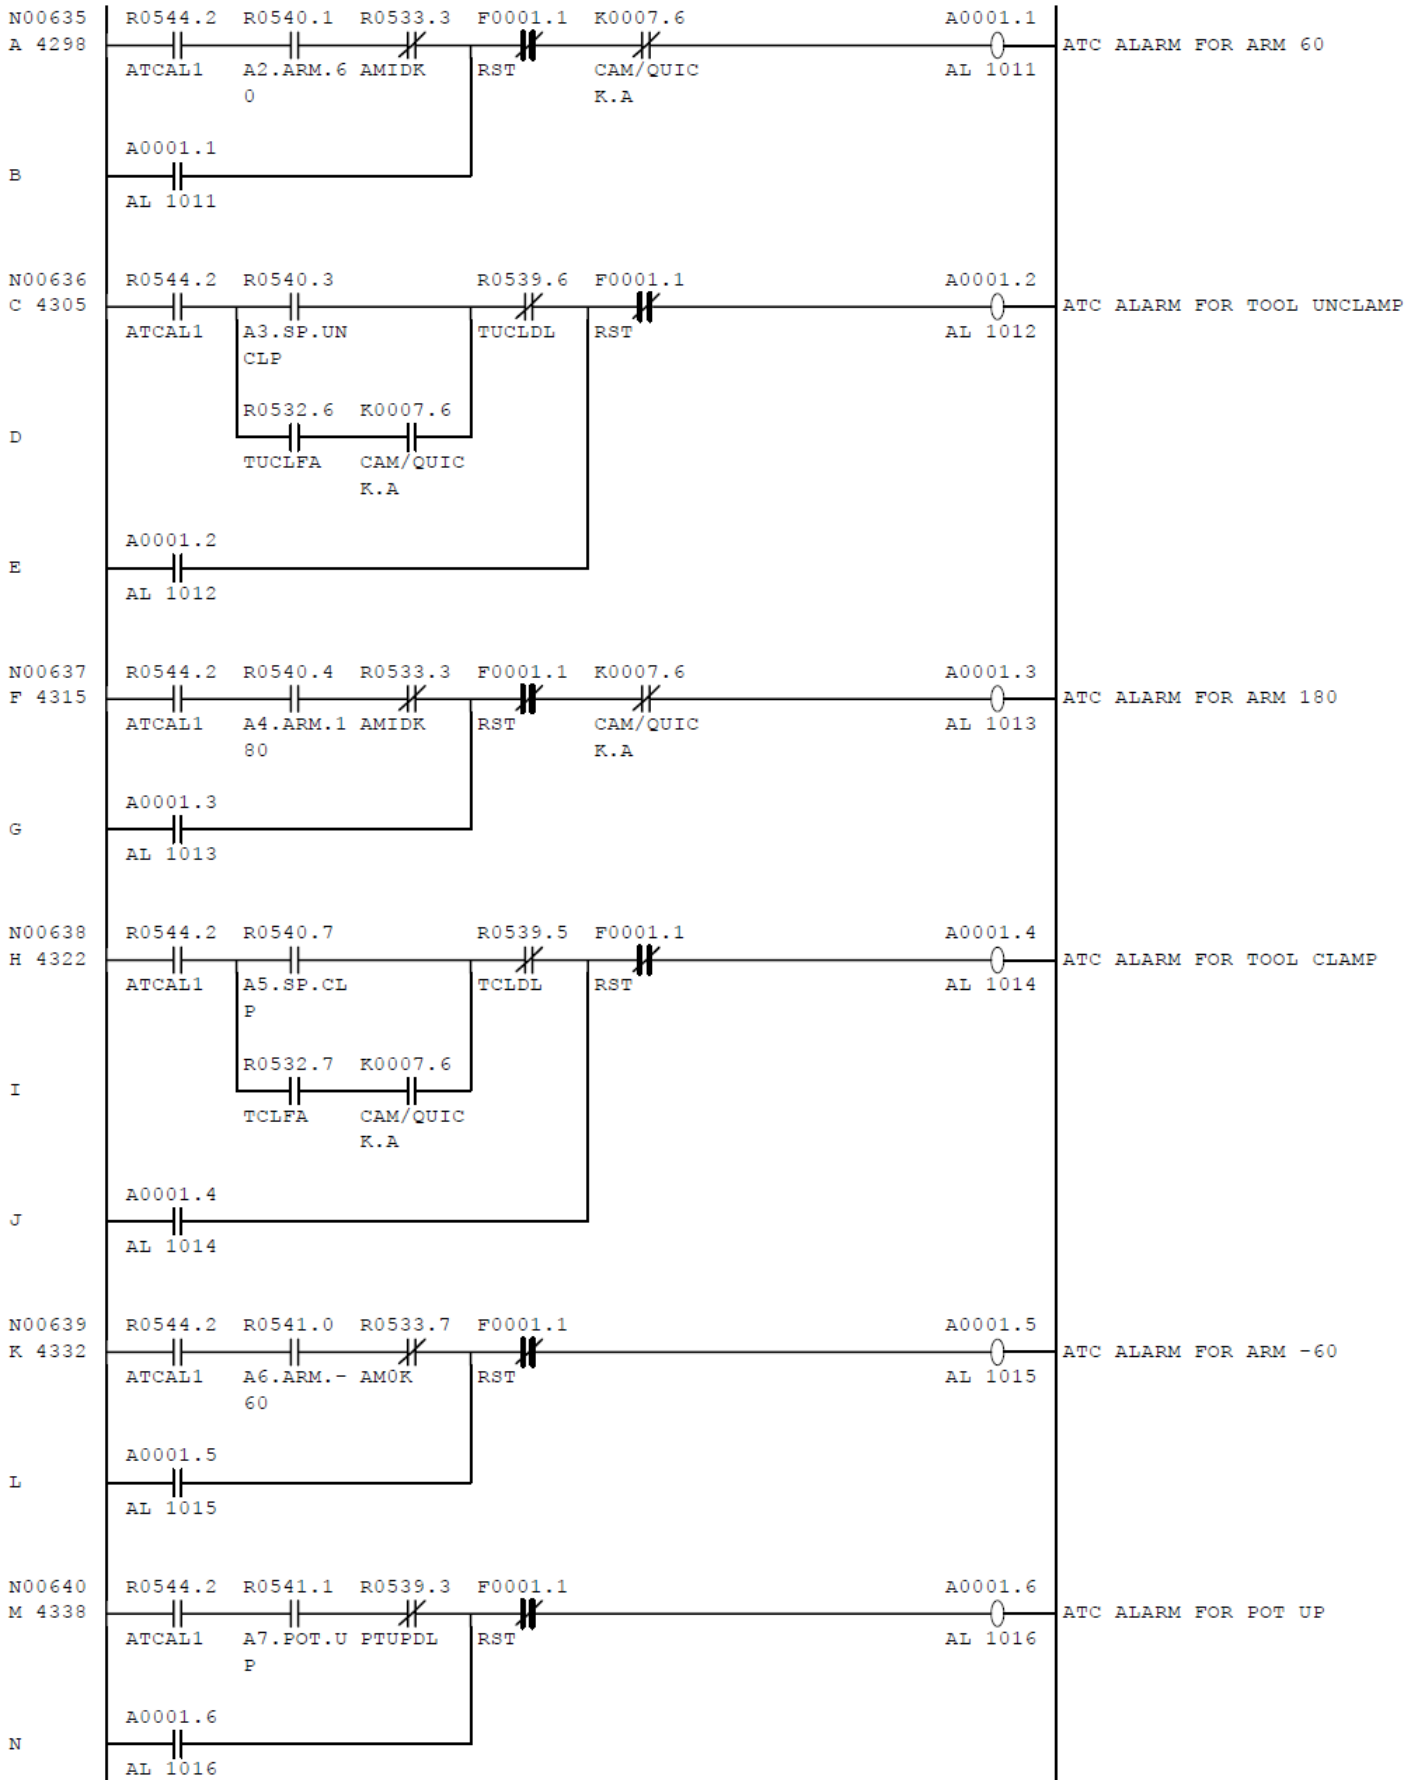 N00635 R0544.2 R0540.1 R0533.3 F0001.1 K0007.6 A0001.1
A 4298 ATC ALARM FOR ARM 60
ATCAL1 A2.ARM.6 AMIDK RST CAM/QUIC AL 1011
0 K.A
A0001.1
B
AL 1011
N00636 R0544.2 R0540.3 R0539.6 F0001.1 A0001.2
C 4305 ATC ALARM FOR TOOL UNCLAMP
ATCAL1 A3.SP.UN TUCLDL RST AL 1012
CLP
R0532.6 K0007.6
D
TUCLFA CAM/QUIC
K.A
A0001.2
E
AL 1012
N00637 R0544.2 R0540.4 R0533.3 F0001.1 K0007.6 A0001.3
F 4315 ATC ALARM FOR ARM 180
ATCAL1 A4.ARM.1 AMIDK RST CAM/QUIC AL 1013
80 K.A
A0001.3
G
AL 1013
N00638 R0544.2 R0540.7 R0539.5 F0001.1 A0001.4
H 4322 ATC ALARM FOR TOOL CLAMP
ATCAL1 A5.SP.CL TCLDL RST AL 1014
P
R0532.7 K0007.6
I
TCLFA CAM/QUIC
K.A
A0001.4
J
AL 1014
N00639 R0544.2 R0541.0 R0533.7 F0001.1 A0001.5
K 4332 ATC ALARM FOR ARM -60
ATCAL1 A6.ARM.- AM0K RST AL 1015
60
A0001.5
L
AL 1015
N00640 R0544.2 R0541.1 R0539.3 F0001.1 A0001.6
M 4338 ATC ALARM FOR POT UP
ATCAL1 A7.POT.U PTUPDL RST AL 1016
P
A0001.6
N
AL 1016